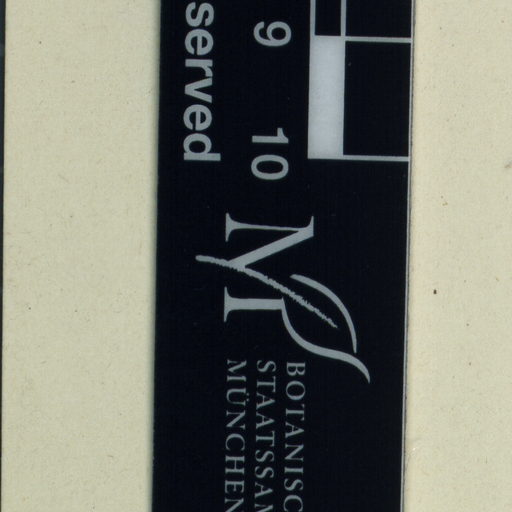 served
9 10
M
BOTANISC
STAATSSAM
MÜNCHEN